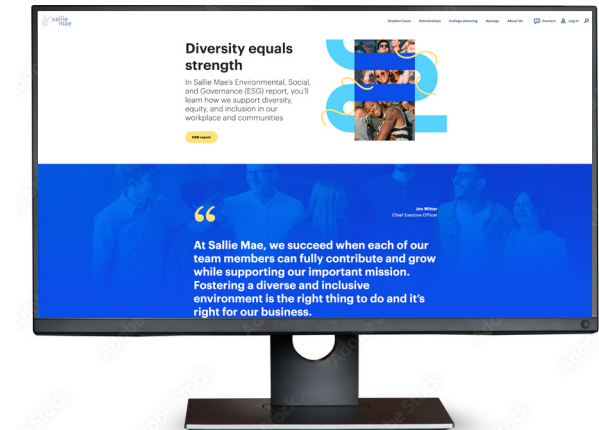 sallie
mae
Student loans Scholarships College planning Savings About Us Contact Log in
Diversity equals
strength
In Sallie Mae's Environmental, Social,
and Governance (ESG) report, you'll
learn how we support diversity,
equity, and inclusion in our
workplace and communities
ESG report
“
Jon Witter
Chief Executive Officer
At Sallie Mae, we succeed when each of our
team members can fully contribute and grow
while supporting our important mission.
Fostering a diverse and inclusive
environment is the right thing to do and it's
right for our business.
Adobe Stock